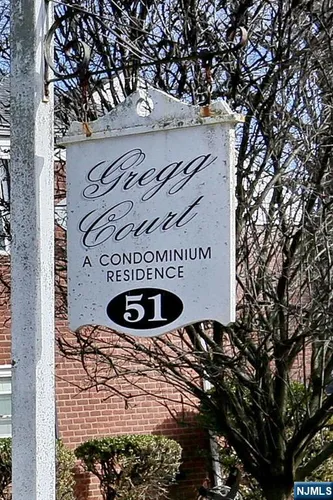 Gregg
Court
A CONDOMINIUM
RESIDENCE
51
NJMLS